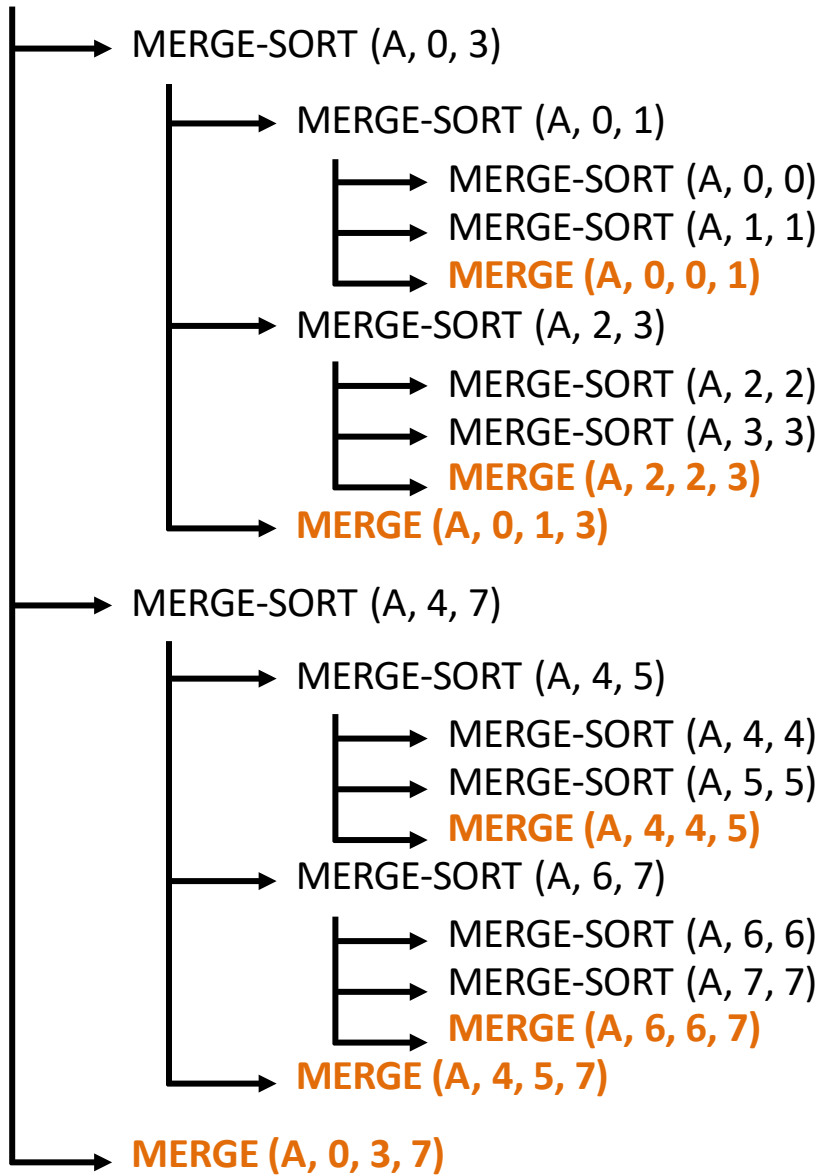 MERGE-SORT (A, 0, 3)
MERGE-SORT (A, 0, 1)
MERGE-SORT (A, 0, 0)
MERGE-SORT (A, 1, 1)
MERGE (A, 0, 0, 1)
MERGE-SORT (A, 2, 3)
MERGE-SORT (A, 2, 2)
MERGE-SORT (A, 3, 3)
MERGE (A, 2, 2, 3)
MERGE (A, 0, 1, 3)
MERGE-SORT (A, 4, 7)
MERGE-SORT (A, 4, 5)
MERGE-SORT (A, 4, 4)
MERGE-SORT (A, 5, 5)
MERGE (A, 4, 4, 5)
MERGE-SORT (A, 6, 7)
MERGE-SORT (A, 6, 6)
MERGE-SORT (A, 7, 7)
MERGE (A, 6, 6, 7)
MERGE (A, 4, 5, 7)
MERGE (A, 0, 3, 7)